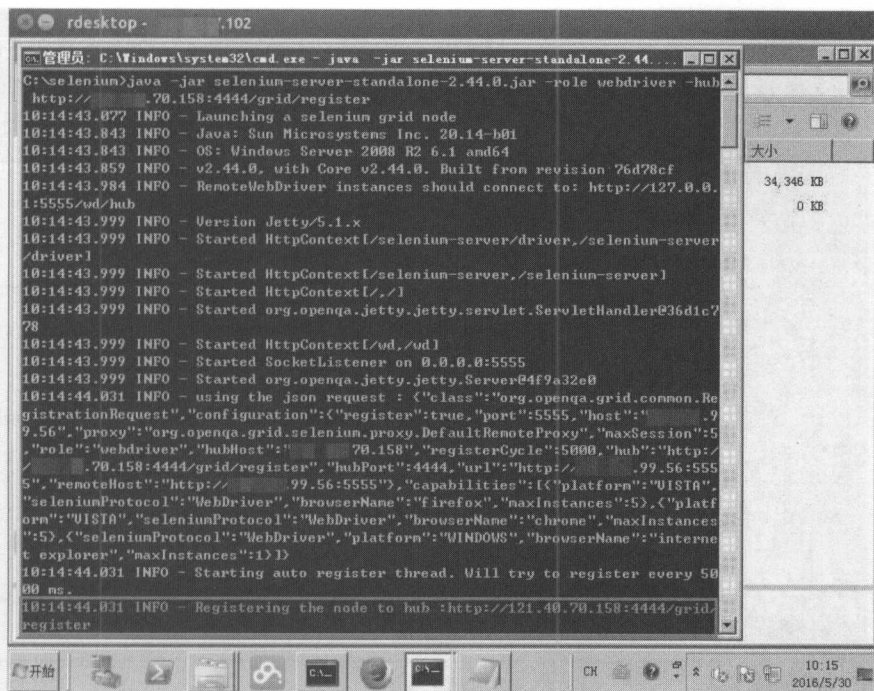 rdesktop - .102
管理员: C:\Windows\system32\cmd.exe - java -jar selenium-server-standalone-2.44....
C:\selenium>java -jar selenium-server-standalone-2.44.0.jar -role webdriver -hub
http:// .70.158:4444/grid/register
10:14:43.077 INFO - Launching a selenium grid node
10:14:43.843 INFO - Java: Sun Microsystems Inc. 20.14-b01
10:14:43.843 INFO - OS: Windows Server 2008 R2 6.1 amd64
10:14:43.859 INFO - v2.44.0, with Core v2.44.0. Built from revision 76d78cf
10:14:43.984 INFO - RemoteWebDriver instances should connect to: http://127.0.0.
1:5555/wd/hub
10:14:43.999 INFO - Version Jetty/5.1.x
10:14:43.999 INFO - Started HttpContext[/selenium-server/driver,/selenium-server
/driver]
10:14:43.999 INFO - Started HttpContext[/selenium-server,/selenium-server]
10:14:43.999 INFO - Started HttpContext[/,/]
10:14:43.999 INFO - Started org.openqa.jetty.jetty.servlet.ServletHandler@36d1c7
78
10:14:43.999 INFO - Started HttpContext[/wd,/wd]
10:14:43.999 INFO - Started SocketListener on 0.0.0.0:5555
10:14:43.999 INFO - Started org.openqa.jetty.jetty.Server@4f9a32e0
10:14:44.031 INFO - using the json request : {"class":"org.openqa.grid.common.Re
gistrationRequest","configuration":{"register":true,"port":5555,"host":" .9
9.56","proxy":"org.openqa.grid.selenium.proxy.DefaultRemoteProxy","maxSession":5
,"role":"webdriver","hubHost":" 70.158","registerCycle":5000,"hub":"http:/
/ .70.158:4444/grid/register","hubPort":4444,"url":"http:// .99.56:555
5","remoteHost":"http:// .99.56:5555"},"capabilities":[{"platform":"VISTA",
"seleniumProtocol":"WebDriver","browserName":"firefox","maxInstances":5},{"platf
orm":"VISTA","seleniumProtocol":"WebDriver","browserName":"chrome","maxInstances
":5},{"seleniumProtocol":"WebDriver","platform":"WINDOWS","browserName":"interne
t explorer","maxInstances":1}]}
10:14:44.031 INFO - Starting auto register thread. Will try to register every 50
00 ms.
10:14:44.031 INFO - Registering the node to hub :http://121.40.70.158:4444/grid/
register
大小
34,346 KB
0 KB
开始
CH
10:15
2016/5/30